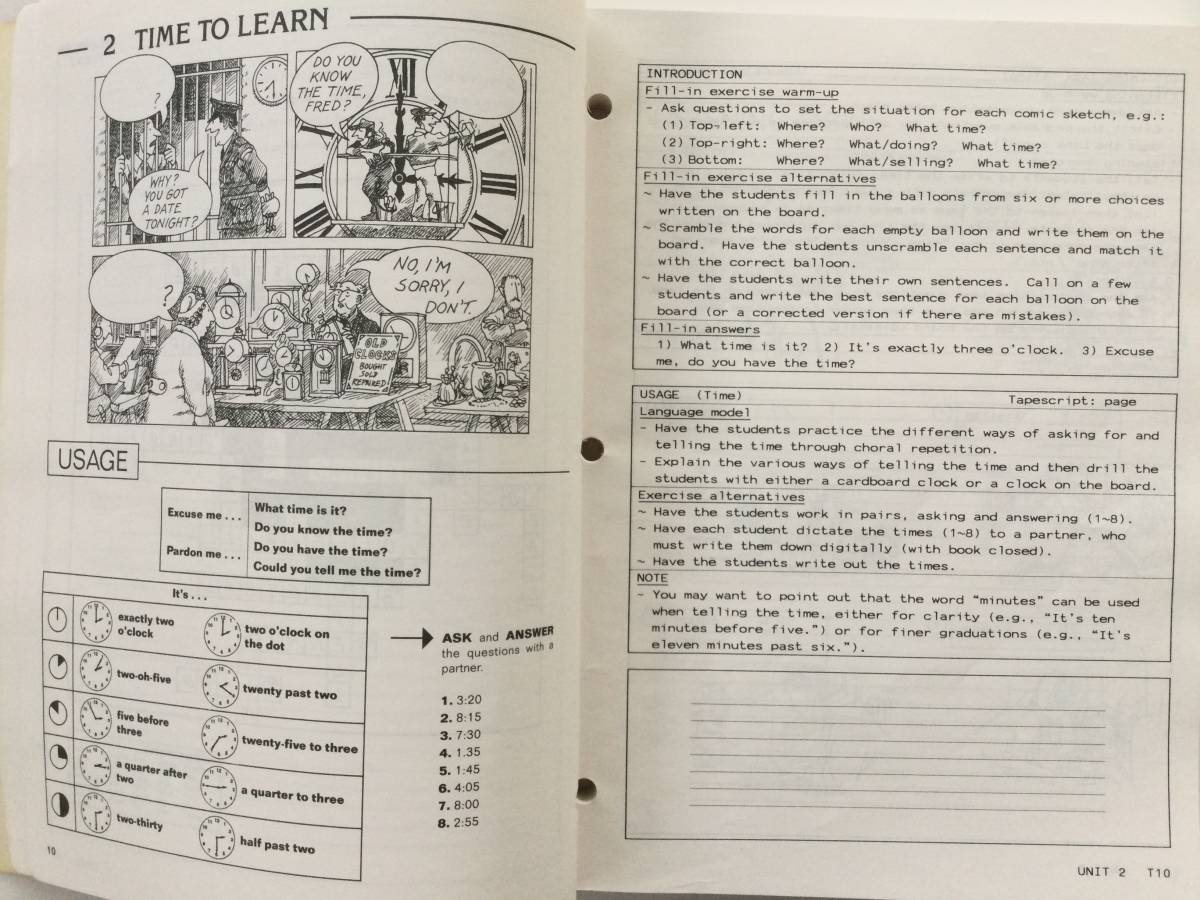 2 TIME TO LEARN
?
WHY?
YOU GOT
A DATE
TONIGHT?
DO YOU
KNOW
THE TIME,
FRED?
XII
III
?
NO, I'M
SORRY, I
DON'T.
OLD
CLOCKS
BOUGHT
SOLD
REPAIRED
USAGE
Excuse me . . .
Pardon me . . .
What time is it?
Do you know the time?
Do you have the time?
Could you tell me the time?
It's . . .
exactly two
o'clock
two o'clock on
the dot
two-oh-five
twenty past two
five before
three
twenty-five to three
a quarter after
two
a quarter to three
two-thirty
half past two
ASK and ANSWER
the questions with a
partner.
1. 3:20
2. 8:15
3. 7:30
4. 1.35
5. 1:45
6. 4:05
7. 8:00
8. 2:55
10
INTRODUCTION
Fill-in exercise warm-up
- Ask questions to set the situation for each comic sketch, e.g.:
(1) Top-left: Where? Who? What time?
(2) Top-right: Where? What/doing? What time?
(3) Bottom: Where? What/selling? What time?
Fill-in exercise alternatives
~ Have the students fill in the balloons from six or more choices
written on the board.
~ Scramble the words for each empty balloon and write them on the
board. Have the students unscramble each sentence and match it
with the correct balloon.
~ Have the students write their own sentences. Call on a few
students and write the best sentence for each balloon on the
board (or a corrected version if there are mistakes).
Fill-in answers
1) What time is it? 2) It's exactly three o'clock. 3) Excuse
me, do you have the time?
USAGE (Time) Tapescript: page
Language model
- Have the students practice the different ways of asking for and
telling the time through choral repetition.
- Explain the various ways of telling the time and then drill the
students with either a cardboard clock or a clock on the board.
Exercise alternatives
~ Have the students work in pairs, asking and answering (1~8).
~ Have each student dictate the times (1~8) to a partner, who
must write them down digitally (with book closed).
~ Have the students write out the times.
NOTE
- You may want to point out that the word "minutes" can be used
when telling the time, either for clarity (e.g., "It's ten
minutes before five.") or for finer graduations (e.g., "It's
eleven minutes past six.").
UNIT 2 T10